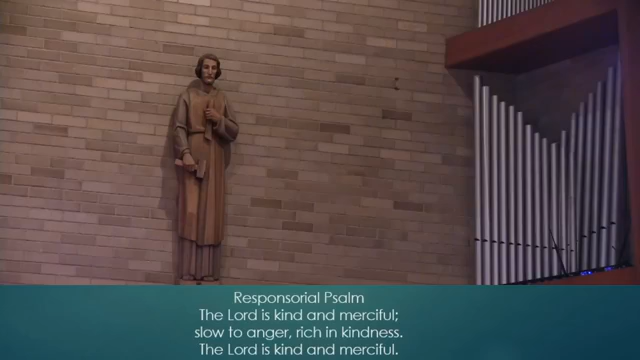 Responsorial Psalm
The Lord is kind and merciful;
slow to anger, rich in kindness.
The Lord is kind and merciful.